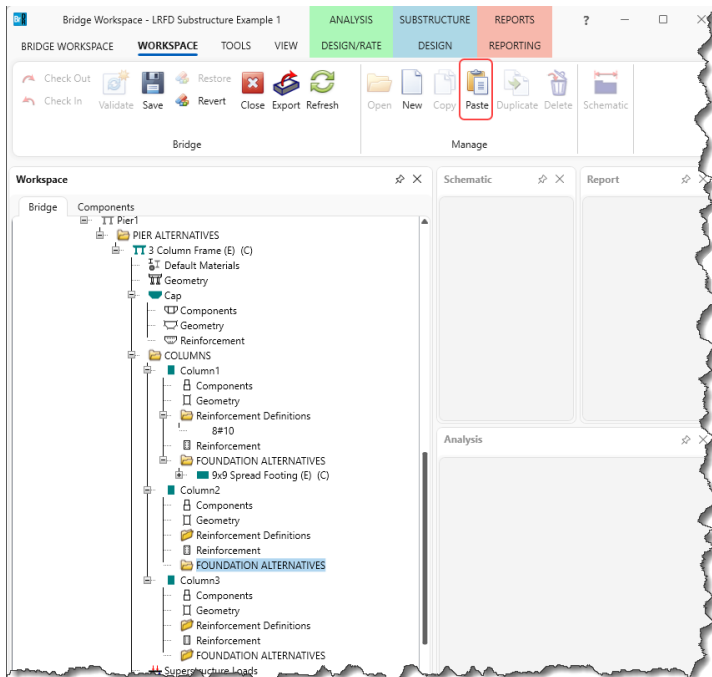 Br Bridge Workspace - LRFD Substructure Example 1 ANALYSIS SUBSTRUCTURE REPORTS ?
BRIDGE WORKSPACE WORKSPACE TOOLS VIEW DESIGN/RATE DESIGN REPORTING
Check Out
Check In
Validate
Save
Restore
Revert
Close
Export
Refresh
Open
New
Copy
Paste
Duplicate
Delete
Schematic
Bridge
Manage
Workspace
Bridge Components
Pier1
PIER ALTERNATIVES
3 Column Frame (E) (C)
Default Materials
Geometry
Cap
Components
Geometry
Reinforcement
COLUMNS
Column1
Components
Geometry
Reinforcement Definitions
8#10
Reinforcement
FOUNDATION ALTERNATIVES
9x9 Spread Footing (E) (C)
Column2
Components
Geometry
Reinforcement Definitions
Reinforcement
FOUNDATION ALTERNATIVES
Column3
Components
Geometry
Reinforcement Definitions
Reinforcement
FOUNDATION ALTERNATIVES
Superstructure Loads
Schematic
Report
Analysis